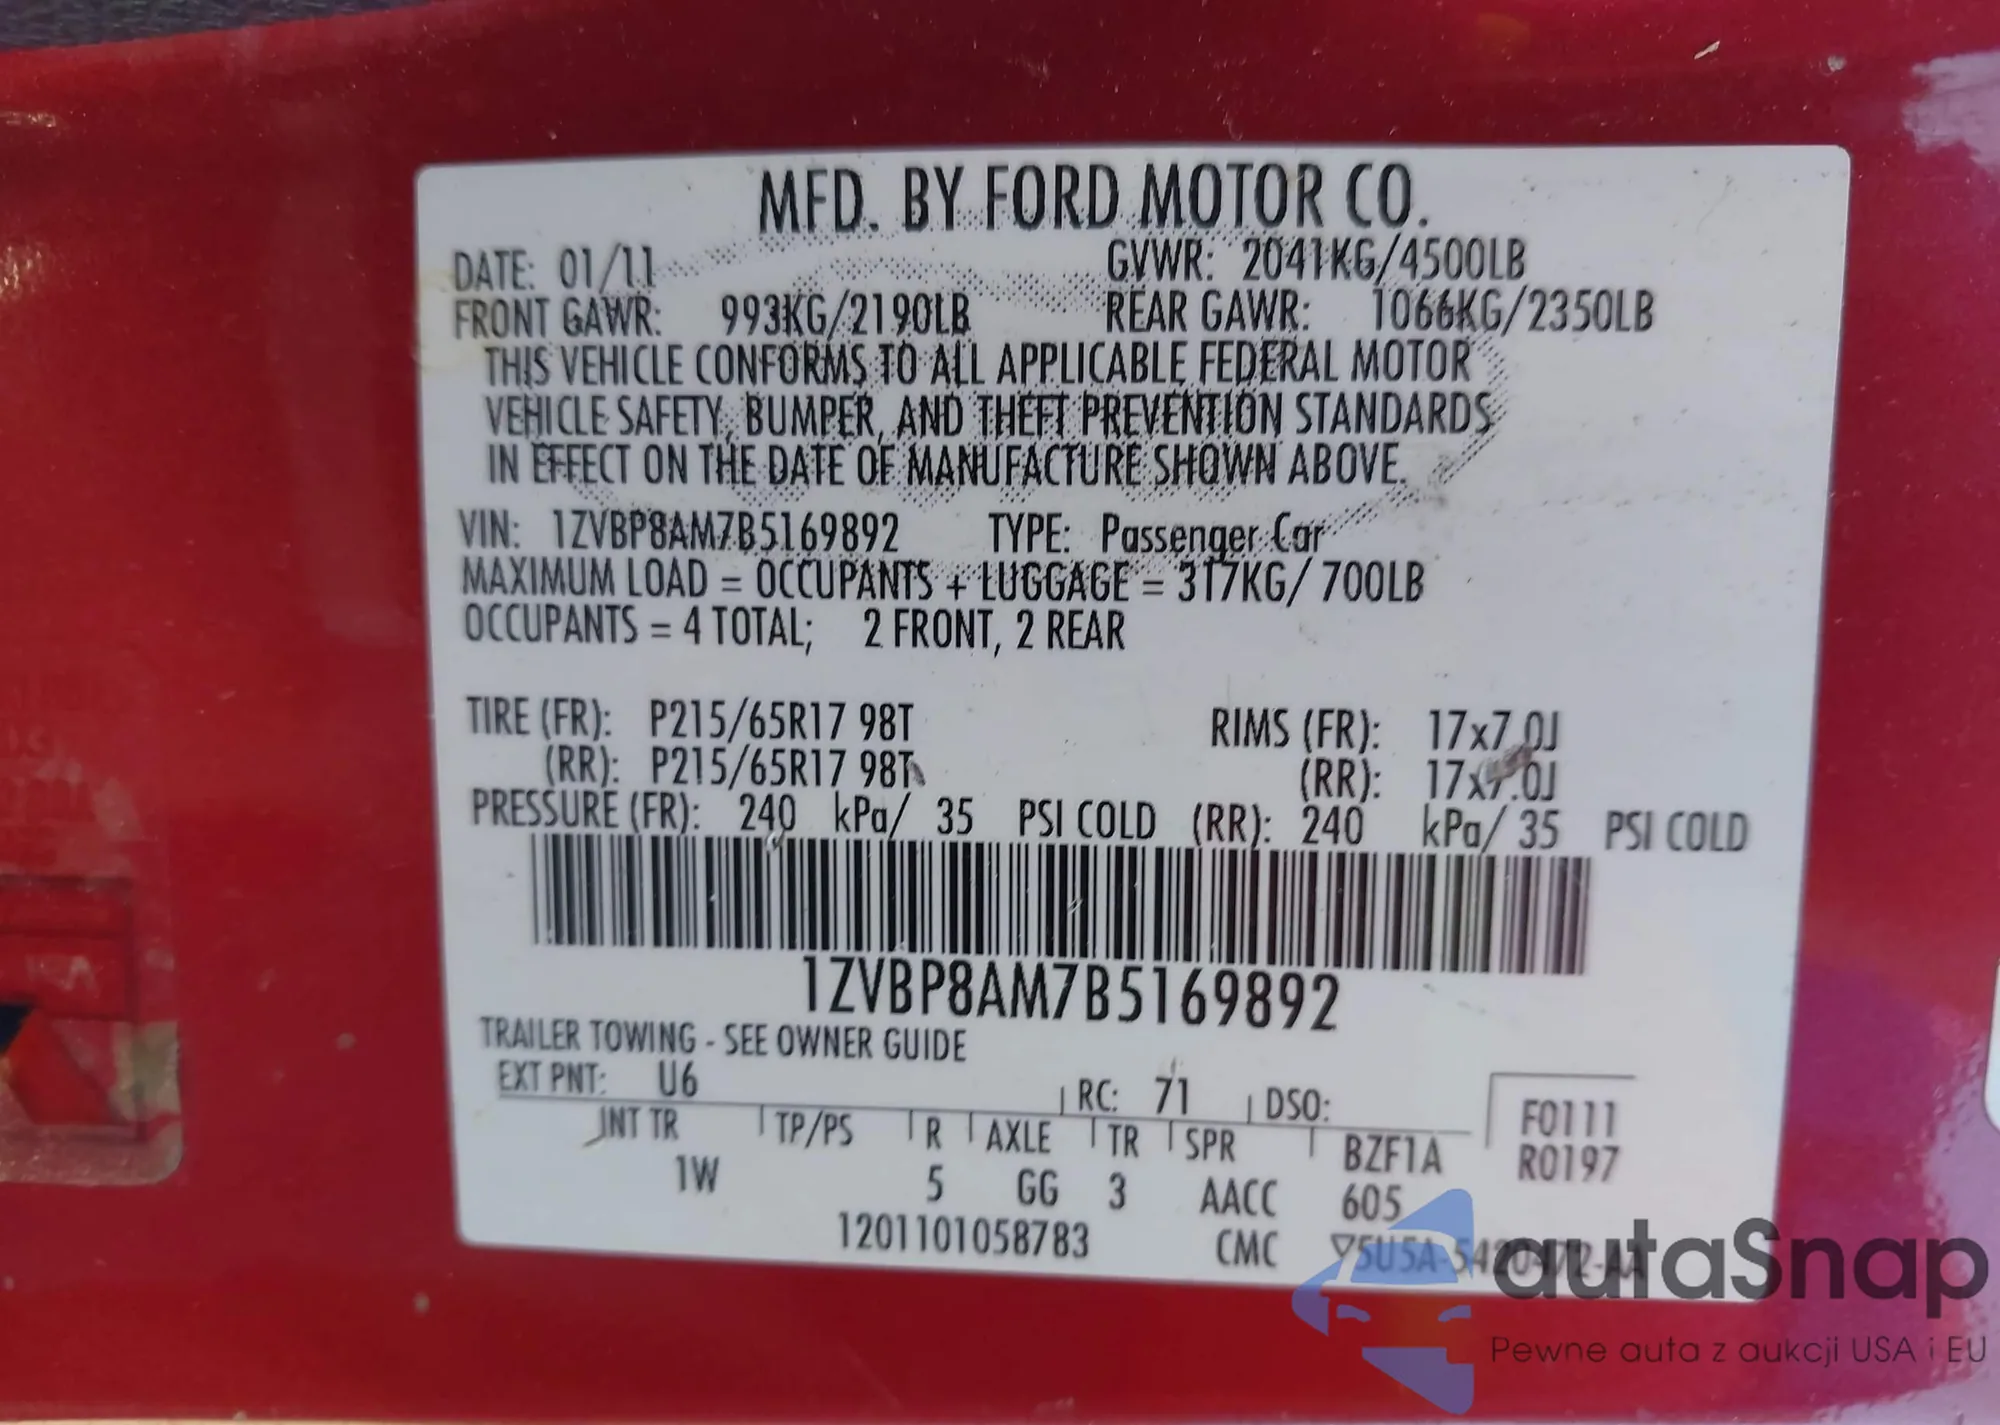 MFD. BY FORD MOTOR CO.
DATE: 01/11 GVWR: 2041KG/4500LB
FRONT GAWR: 993KG/2190LB REAR GAWR: 1066KG/2350LB
THIS VEHICLE CONFORMS TO ALL APPLICABLE FEDERAL MOTOR
VEHICLE SAFETY, BUMPER, AND THEFT PREVENTION STANDARDS
IN EFFECT ON THE DATE OF MANUFACTURE SHOWN ABOVE.
VIN: 1ZVBP8AM7B5169892 TYPE: Passenger Car
MAXIMUM LOAD = OCCUPANTS + LUGGAGE = 317KG/ 700LB
OCCUPANTS = 4 TOTAL; 2 FRONT, 2 REAR
TIRE (FR): P215/65R17 98T RIMS (FR): 17x7.0J
(RR): P215/65R17 98T (RR): 17x7.0J
PRESSURE (FR): 240 kPa/ 35 PSI COLD (RR): 240 kPa/ 35 PSI COLD
1ZVBP8AM7B5169892
TRAILER TOWING - SEE OWNER GUIDE
EXT PNT: U6 RC: 71 DSO: F0111
INT TR TP/PS R AXLE TR SPR BZF1A R0197
1W 5 GG 3 AACC 605
1201101058783 CMC ▽5U5A-5420472-AA
autaSnap
Pewne auta z aukcji USA i EU